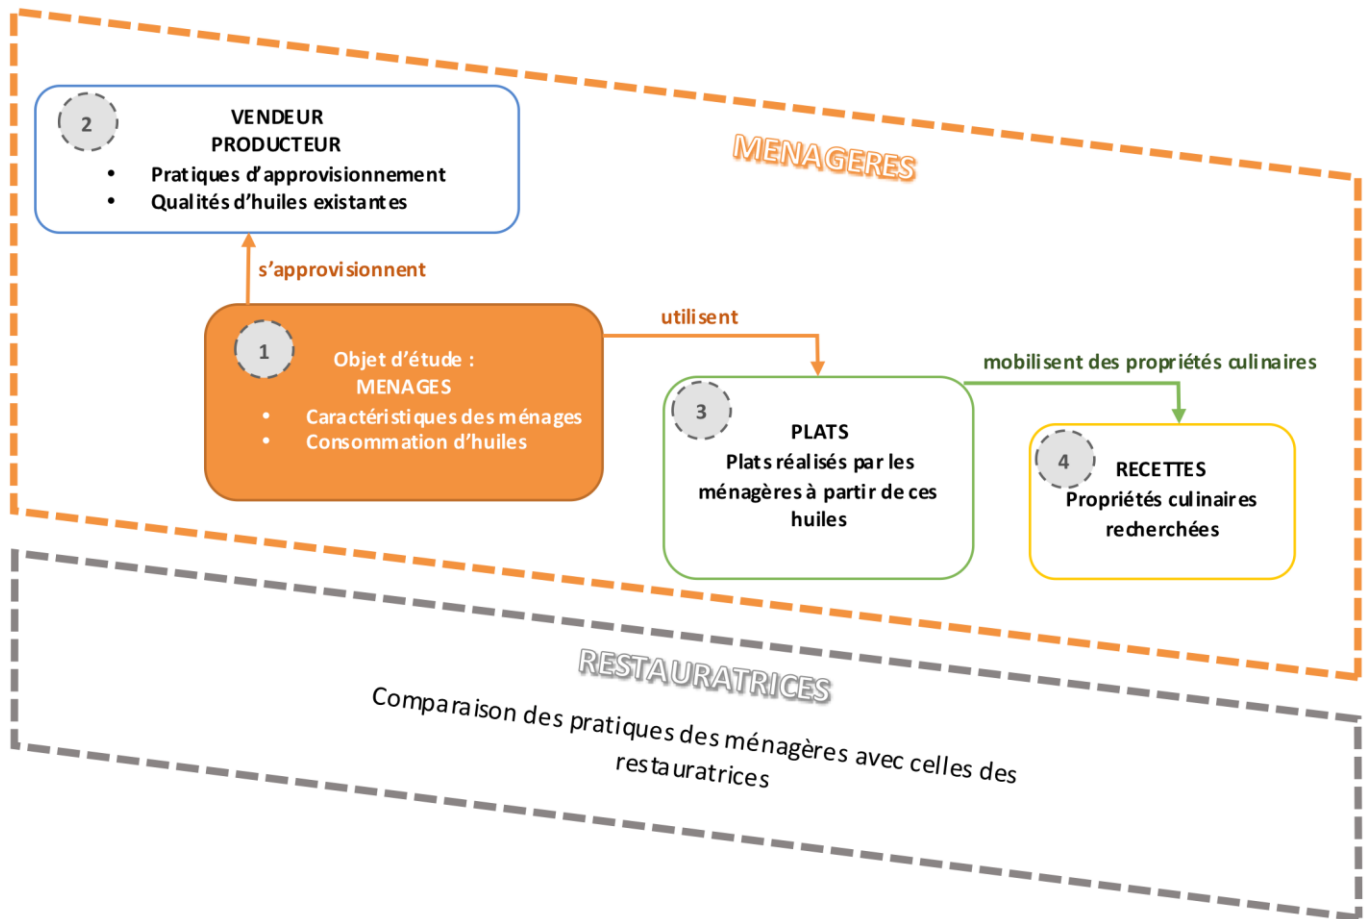 2
VENDEUR
PRODUCTEUR
• Pratiques d'approvisionnement
• Qualités d'huiles existantes
MENAGERES
s'approvisionnent
1
Objet d'étude :
MENAGES
• Caractéristiques des ménages
• Consommation d'huiles
utilisent
3
PLATS
Plats réalisés par les
ménagères à partir de ces
huiles
mobilisent des propriétés culinaires
4
RECETTES
Propriétés culinaires
recherchées
RESTAURATRICES
Comparaison des pratiques des ménagères avec celles des
restauratrices